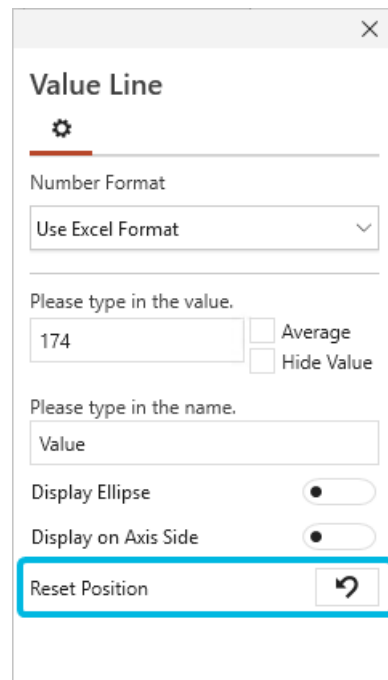 Value Line
Number Format
Use Excel Format
Please type in the value.
174
Average
Hide Value
Please type in the name.
Value
Display Ellipse
Display on Axis Side
Reset Position